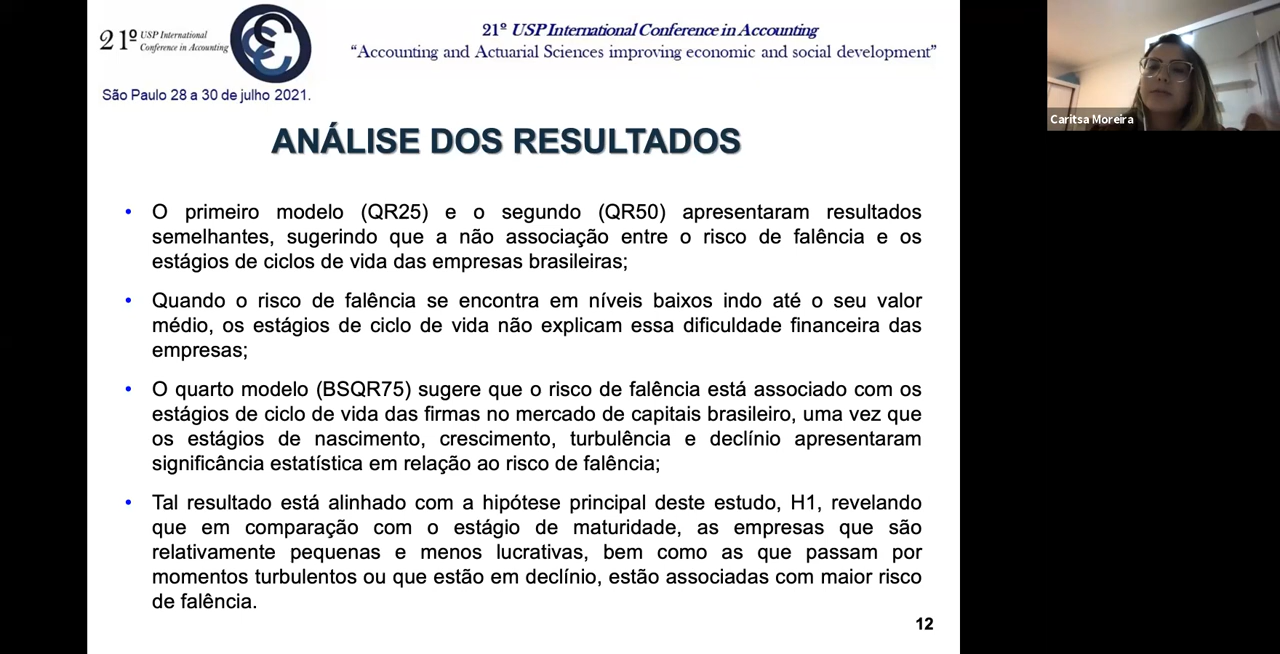 21º USP International
Conference in Accounting
21º USP International Conference in Accounting
“Accounting and Actuarial Sciences improving economic and social development”
São Paulo 28 a 30 de julho 2021.
Caritsa Moreira
ANÁLISE DOS RESULTADOS
• O primeiro modelo (QR25) e o segundo (QR50) apresentaram resultados
semelhantes, sugerindo que a não associação entre o risco de falência e os
estágios de ciclos de vida das empresas brasileiras;
• Quando o risco de falência se encontra em níveis baixos indo até o seu valor
médio, os estágios de ciclo de vida não explicam essa dificuldade financeira das
empresas;
• O quarto modelo (BSQR75) sugere que o risco de falência está associado com os
estágios de ciclo de vida das firmas no mercado de capitais brasileiro, uma vez que
os estágios de nascimento, crescimento, turbulência e declínio apresentaram
significância estatística em relação ao risco de falência;
• Tal resultado está alinhado com a hipótese principal deste estudo, H1, revelando
que em comparação com o estágio de maturidade, as empresas que são
relativamente pequenas e menos lucrativas, bem como as que passam por
momentos turbulentos ou que estão em declínio, estão associadas com maior risco
de falência.
12